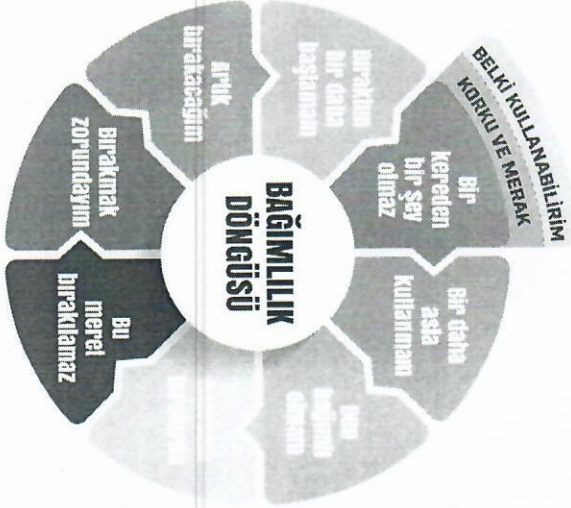 BELKİ KULLANABİLİRİM
KORKU VE MERAK
Bir
kereden
bir şey
olmaz
Bir daha
asla
kullanmam
Bu
meret
bırakılamaz
Bırakmak
zorundayım
Artık
bırakacağım
Bıraktım
bir daha
başlamam
BAĞIMLILIK
DÖNGÜSÜ